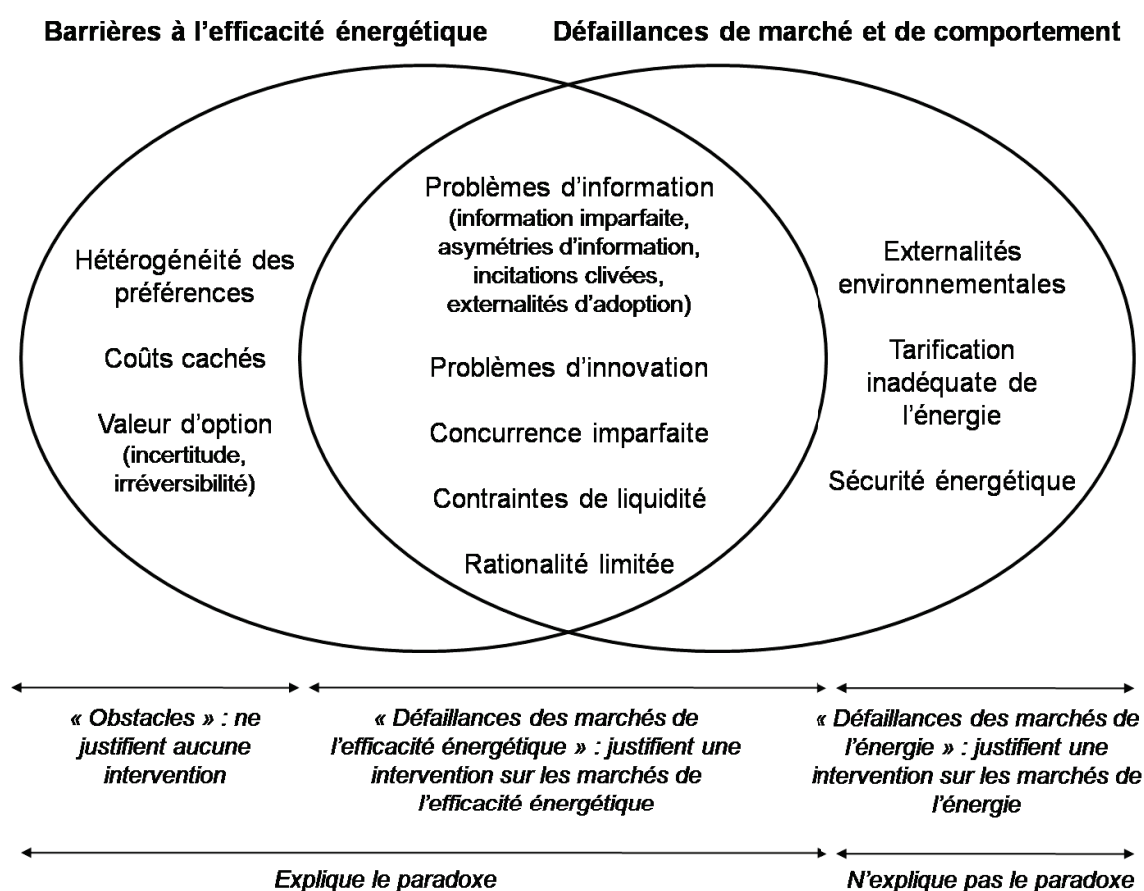 Barrières à l'efficacité énergétique
Défaillances de marché et de comportement
Hétérogénéité des
préférences
Coûts cachés
Valeur d'option
(incertitude,
irréversibilité)
Problèmes d'information
(information imparfaite,
asymétries d'information,
incitations clivées,
externalités d'adoption)
Problèmes d'innovation
Concurrence imparfaite
Contraintes de liquidité
Rationalité limitée
Externalités
environnementales
Tarification
inadéquate de
l'énergie
Sécurité énergétique
« Obstacles » : ne
justifient aucune
intervention
« Défaillances des marchés de
l'efficacité énergétique » : justifient une
intervention sur les marchés de
l'efficacité énergétique
« Défaillances des marchés de
l'énergie » : justifient une
intervention sur les marchés de
l'énergie
Explique le paradoxe
N'explique pas le paradoxe